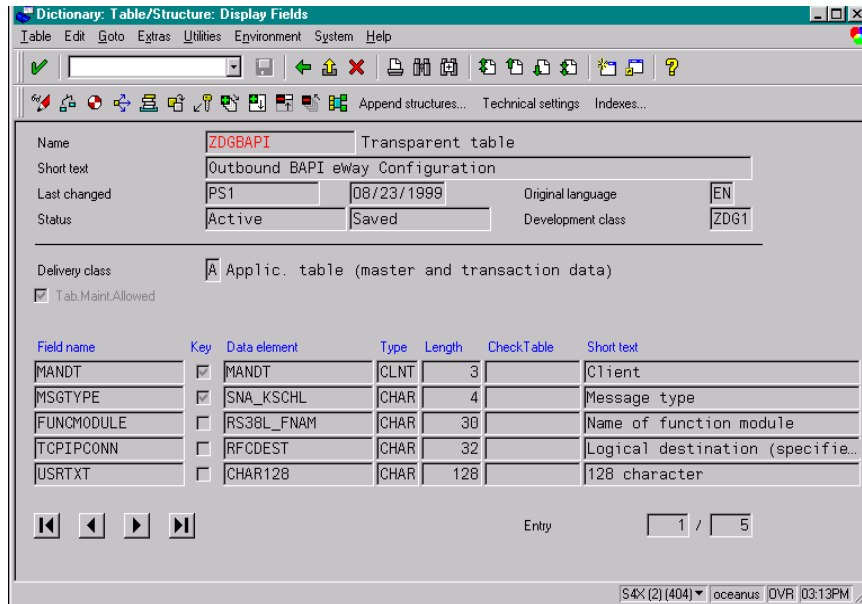 Dictionary: Table/Structure: Display Fields
Table Edit Goto Extras Utilities Environment System Help
Append structures... Technical settings Indexes...
Name ZDGBAPI Transparent table
Short text Outbound BAPI eWay Configuration
Last changed PS1 08/23/1999 Original language EN
Status Active Saved Development class ZDG1
Delivery class A Applic. table (master and transaction data)
Tab.Maint.Allowed
Field name Key Data element Type Length CheckTable Short text
MANDT MANDT CLNT 3 Client
MSGTYPE SNA_KSCHL CHAR 4 Message type
FUNCMODULE RS38L_FNAM CHAR 30 Name of function module
TCPIPCONN RFCDEST CHAR 32 Logical destination (specifie…
USRTXT CHAR128 CHAR 128 128 character
Entry 1 / 5
S4X (2) (404) oceanus OVR 03:13PM